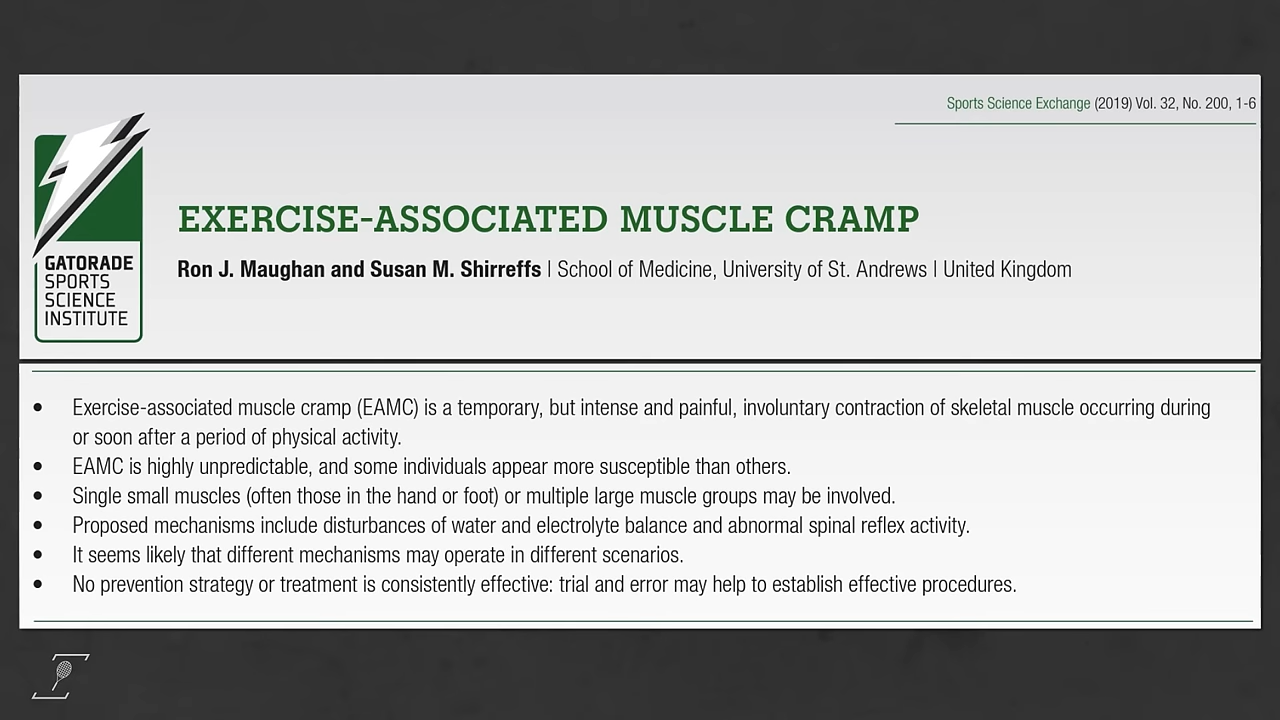 Sports Science Exchange (2019) Vol. 32, No. 200, 1-6
EXERCISE-ASSOCIATED MUSCLE CRAMP
Ron J. Maughan and Susan M. Shirreffs | School of Medicine, University of St. Andrews | United Kingdom
GATORADE
SPORTS
SCIENCE
INSTITUTE
• Exercise-associated muscle cramp (EAMC) is a temporary, but intense and painful, involuntary contraction of skeletal muscle occurring during
or soon after a period of physical activity.
• EAMC is highly unpredictable, and some individuals appear more susceptible than others.
• Single small muscles (often those in the hand or foot) or multiple large muscle groups may be involved.
• Proposed mechanisms include disturbances of water and electrolyte balance and abnormal spinal reflex activity.
• It seems likely that different mechanisms may operate in different scenarios.
• No prevention strategy or treatment is consistently effective: trial and error may help to establish effective procedures.